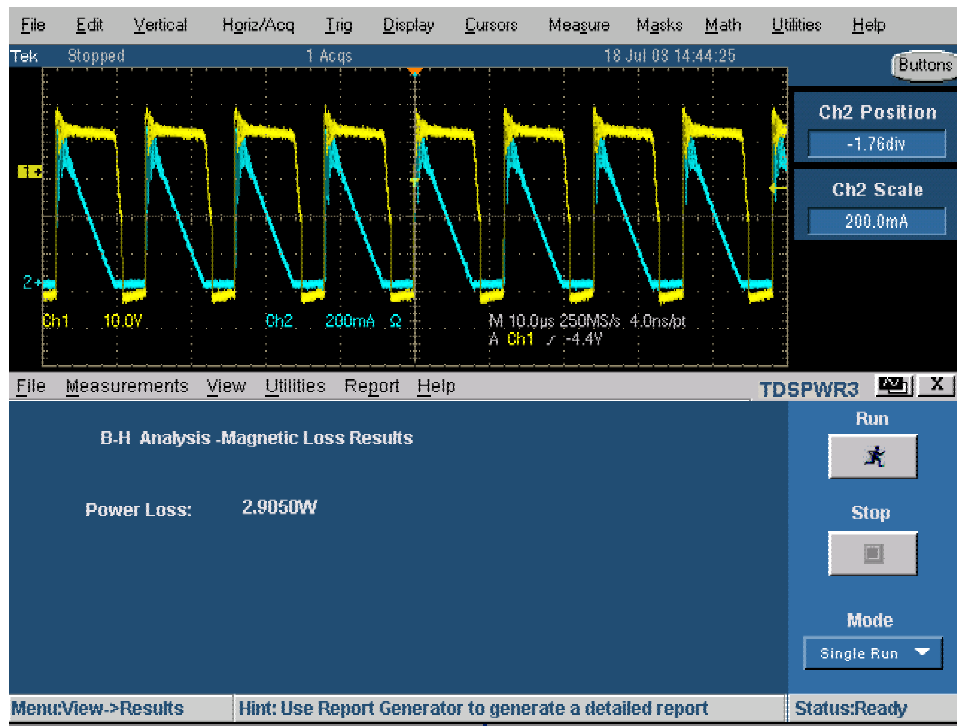 File Edit Vertical Horiz/Acq Trig Display Cursors Measure Masks Math Utilities Help
Tek Stopped 1 Acqs 18 Jul 03 14:44:25
Buttons
Ch2 Position
-1.76div
Ch2 Scale
200.0mA
1
2
Ch1 10.0V Ch2 200mA Ω M 10.0µs 250MS/s 4.0ns/pt
A Ch1 -4.4V
File Measurements View Utilities Report Help TDSPWR3 X
B-H Analysis -Magnetic Loss Results
Power Loss: 2.9050W
Run
Stop
Mode
Single Run
Menu:View->Results Hint: Use Report Generator to generate a detailed report Status:Ready